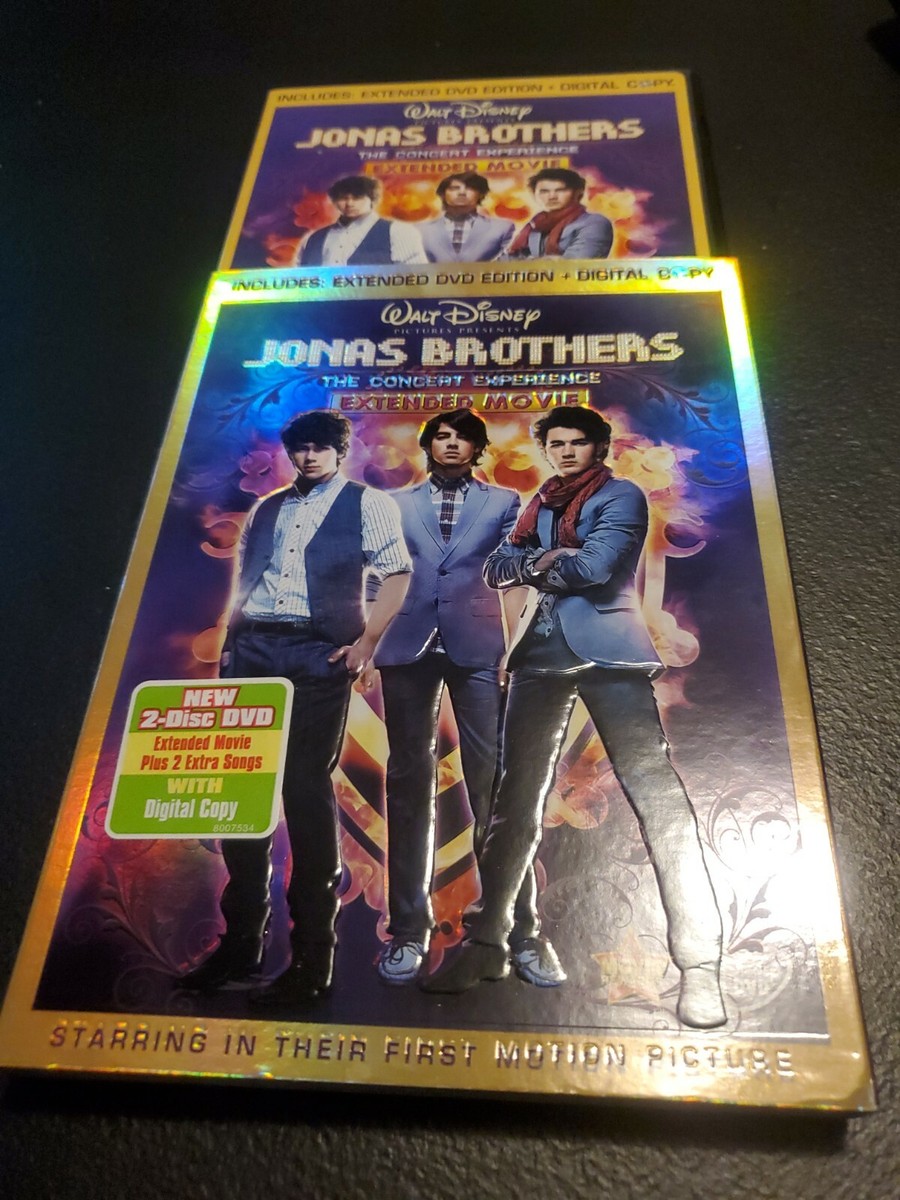 INCLUDES: EXTENDED DVD EDITION + DIGITAL COPY
WALT DISNEY
PICTURES PRESENTS
JONAS BROTHERS
THE CONCERT EXPERIENCE
EXTENDED MOVIE
INCLUDES: EXTENDED DVD EDITION + DIGITAL COPY
WALT DISNEY
PICTURES PRESENTS
JONAS BROTHERS
THE CONCERT EXPERIENCE
EXTENDED MOVIE
NEW
2-Disc DVD
Extended Movie
Plus 2 Extra Songs
WITH
Digital Copy
8007534
STARRING IN THEIR FIRST MOTION PICTURE